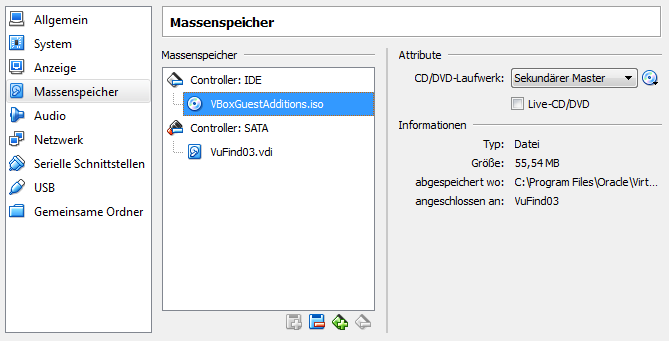 Allgemein
System
Anzeige
Massenspeicher
Audio
Netzwerk
Serielle Schnittstellen
USB
Gemeinsame Ordner
Massenspeicher
Massenspeicher
Controller: IDE
VBoxGuestAdditions.iso
Controller: SATA
VuFind03.vdi
Attribute
CD/DVD-Laufwerk: Sekundärer Master
Live-CD/DVD
Informationen
Typ: Datei
Größe: 55,54 MB
abgespeichert wo: C:\Program Files\Oracle\Virt...
angeschlossen an: VuFind03